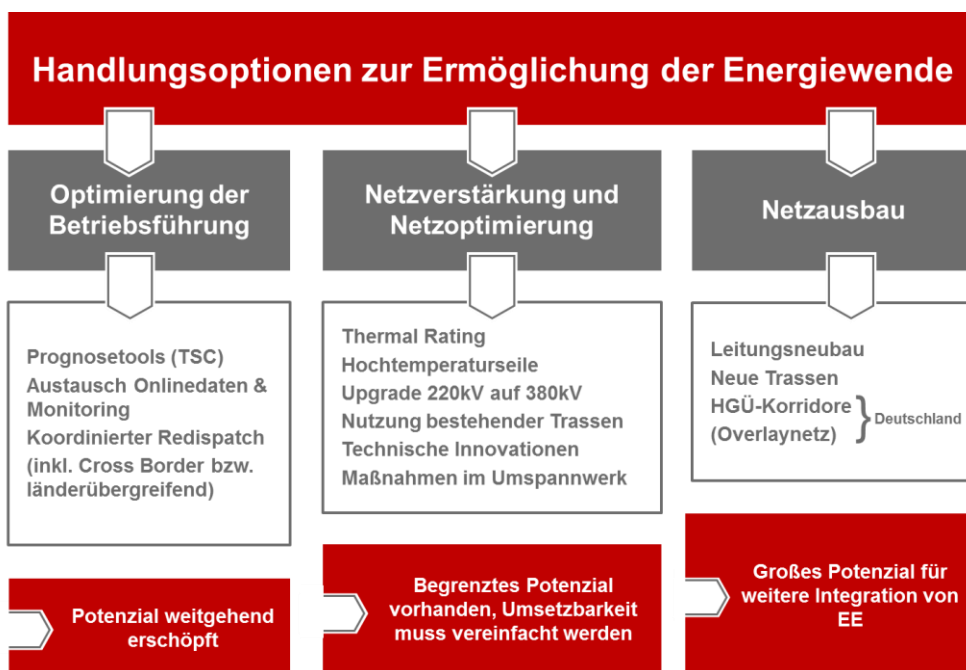 Handlungsoptionen zur Ermöglichung der Energiewende
Optimierung der
Betriebsführung
Prognosetools (TSC)
Austausch Onlinedaten &
Monitoring
Koordinierter Redispatch
(inkl. Cross Border bzw.
länderübergreifend)
Potenzial weitgehend
erschöpft
Netzverstärkung und
Netzoptimierung
Thermal Rating
Hochtemperaturseile
Upgrade 220kV auf 380kV
Nutzung bestehender Trassen
Technische Innovationen
Maßnahmen im Umspannwerk
Begrenztes Potenzial
vorhanden, Umsetzbarkeit
muss vereinfacht werden
Netzausbau
Leitungsneubau
Neue Trassen
HGÜ-Korridore
(Overlaynetz)
Deutschland
Großes Potenzial für
weitere Integration von
EE